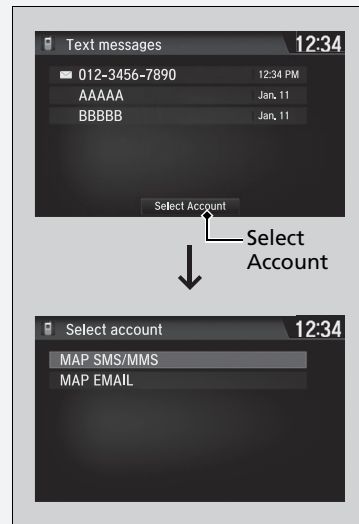 Text messages 12:34
012-3456-7890 12:34 PM
AAAAA Jan. 11
BBBBB Jan. 11
Select Account
Select
Account
Select account 12:34
MAP SMS/MMS
MAP EMAIL